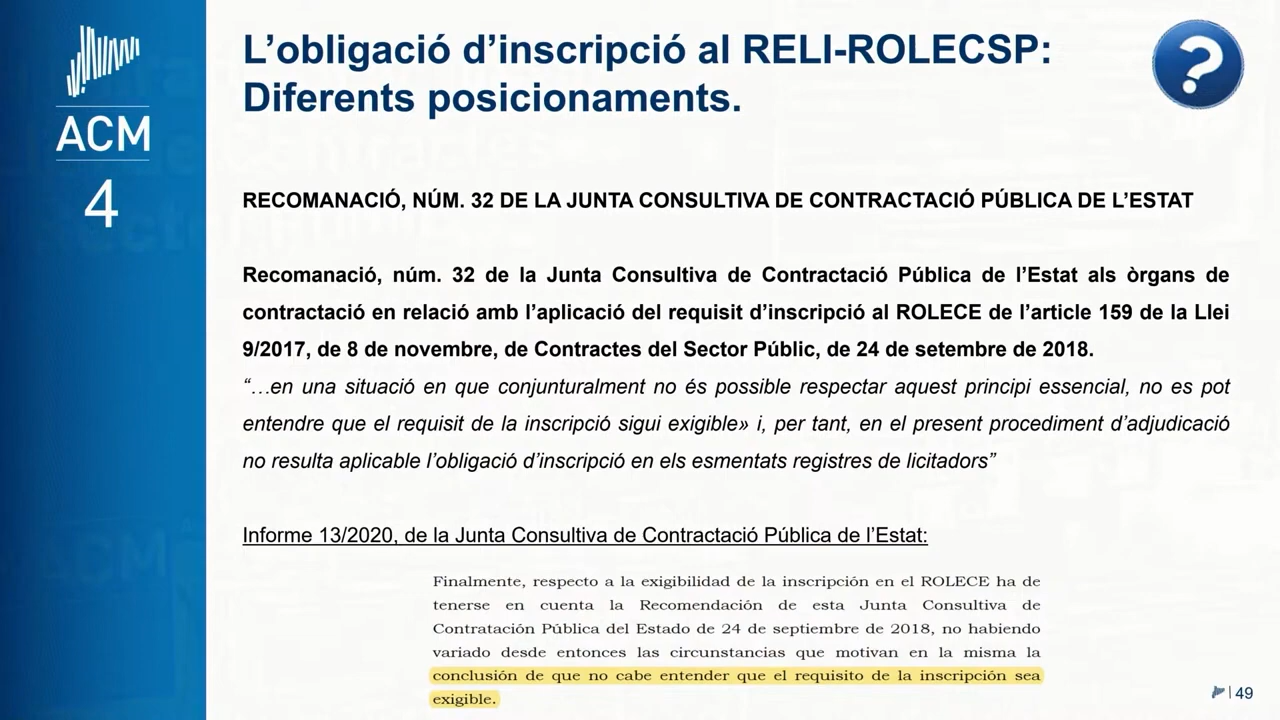 L’obligació d’inscripció al RELI-ROLECSP:
Diferents posicionaments.
?
ACM
4
RECOMANACIÓ, NÚM. 32 DE LA JUNTA CONSULTIVA DE CONTRACTACIÓ PÚBLICA DE L’ESTAT
Recomanació, núm. 32 de la Junta Consultiva de Contractació Pública de l’Estat als òrgans de
contractació en relació amb l’aplicació del requisit d’inscripció al ROLECE de l’article 159 de la Llei
9/2017, de 8 de novembre, de Contractes del Sector Públic, de 24 de setembre de 2018.
“…en una situació en que conjunturalment no és possible respectar aquest principi essencial, no es pot
entendre que el requisit de la inscripció sigui exigible» i, per tant, en el present procediment d’adjudicació
no resulta aplicable l’obligació d’inscripció en els esmentats registres de licitadors”
Informe 13/2020, de la Junta Consultiva de Contractació Pública de l’Estat:
Finalmente, respecto a la exigibilidad de la inscripción en el ROLECE ha de
tenerse en cuenta la Recomendación de esta Junta Consultiva de
Contratación Pública del Estado de 24 de septiembre de 2018, no habiendo
variado desde entonces las circunstancias que motivan en la misma la
conclusión de que no cabe entender que el requisito de la inscripción sea
exigible.
| 49